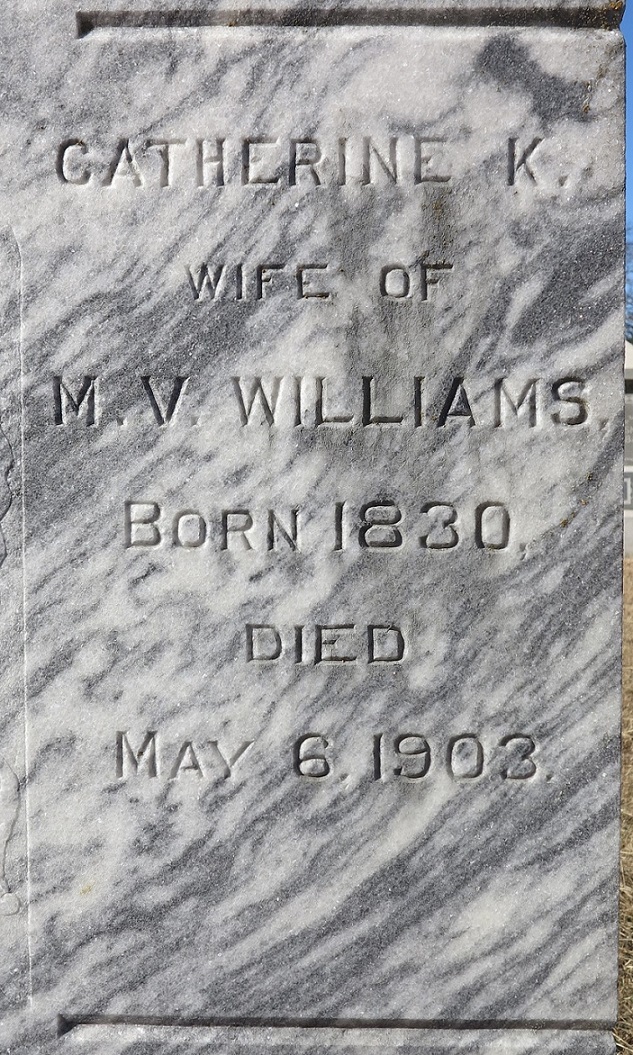 CATHERINE K.
WIFE OF
M.V. WILLIAMS,
BORN 1830,
DIED
MAY 6, 1903.